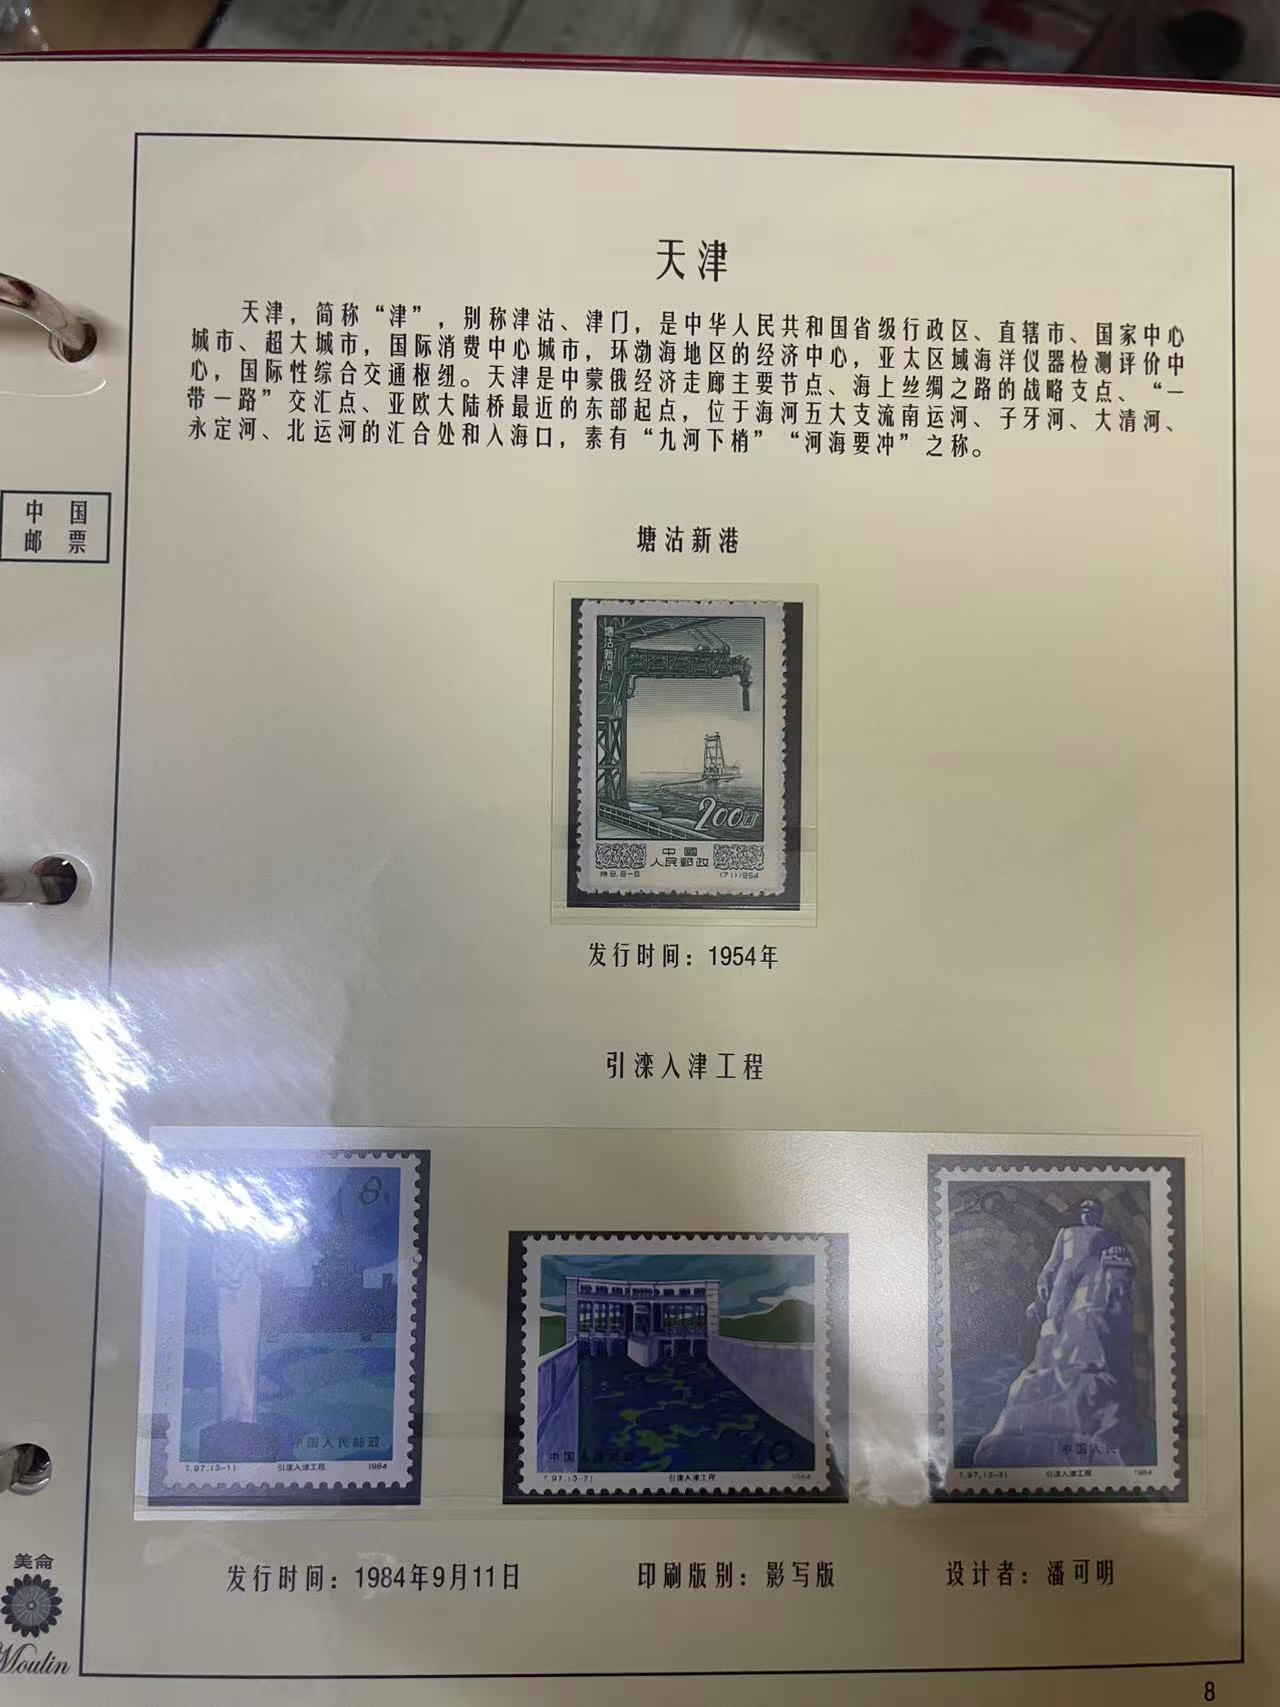 天津
天津，简称“津”，别称津沽、津门，是中华人民共和国省级行政区、直辖市、国家中心
城市、超大城市，国际消费中心城市，环渤海地区的经济中心，亚太区域海洋仪器检测评价中
心，国际性综合交通枢纽。天津是中蒙俄经济走廊主要节点、海上丝绸之路的战略支点、“一
带一路”交汇点、亚欧大陆桥最近的东部起点，位于海河五大支流南运河、子牙河、大清河、
永定河、北运河的汇合处和入海口，素有“九河下梢”“河海要冲”之称。
中国
邮票
塘沽新港
塘沽新港
200
中國
人民郵政
特8.8-6
(71)1954
发行时间：1954年
引滦入津工程
8
中国人民邮政
T.97.(3-1) 引滦入津工程 1984
10
中国人民邮政
T.97.(3-2) 引滦入津工程 1984
20
中国人民
T.97.(3-3) 引滦入津工程 1984
发行时间：1984年9月11日 印刷版别：影写版 设计者：潘可明
美侖
Moulin
8